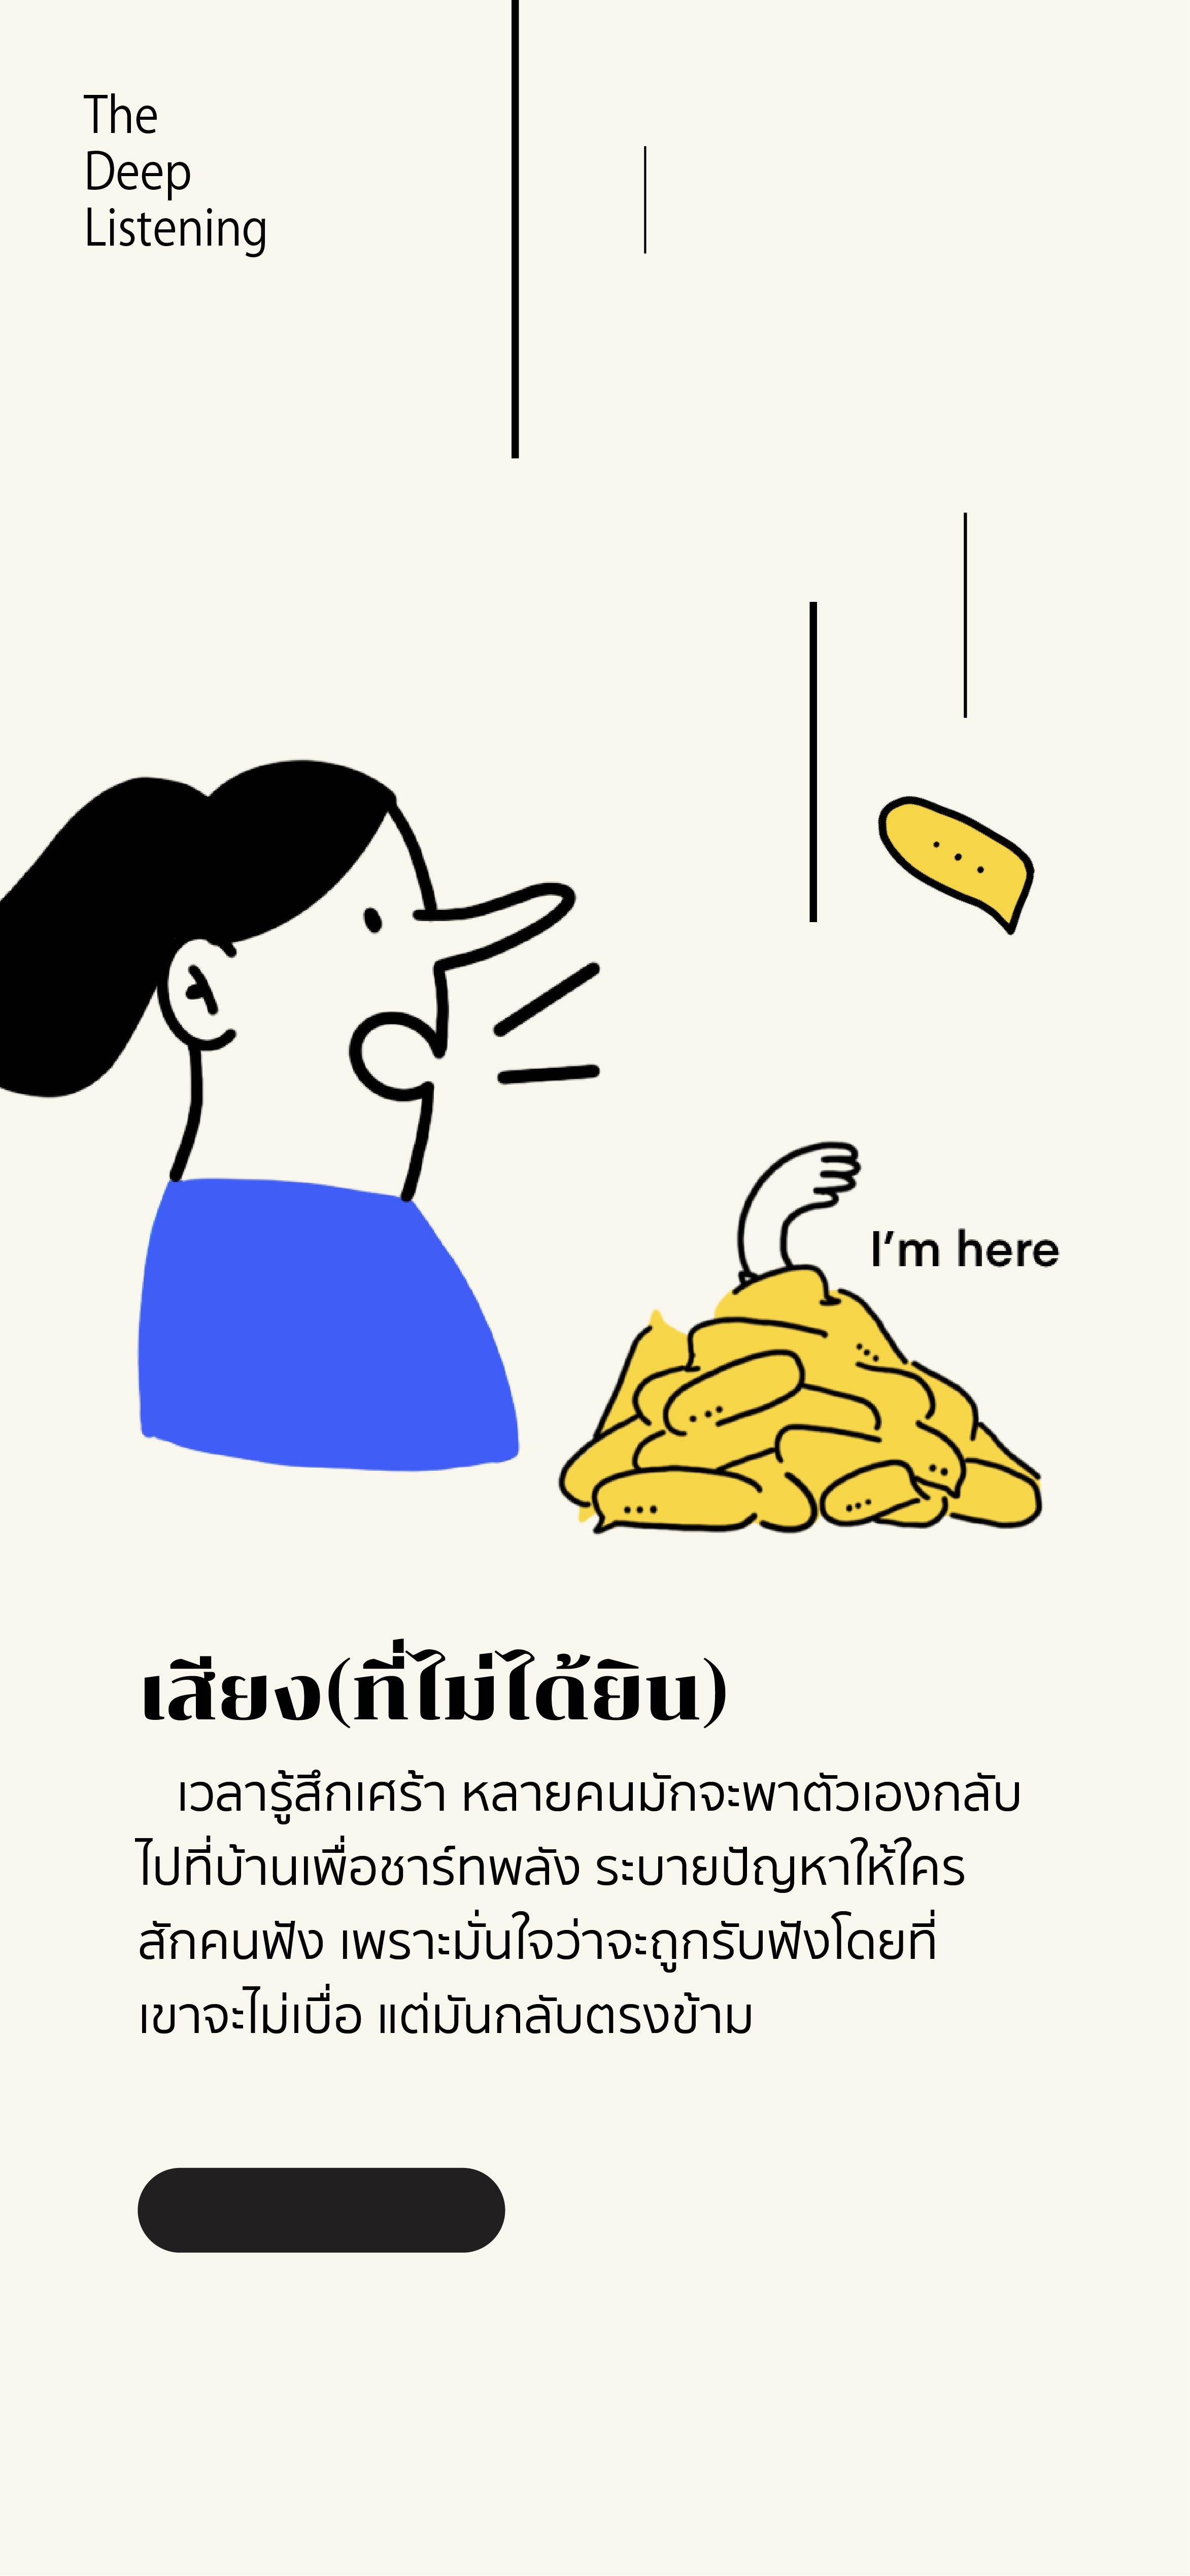 The
Deep
Listening
I'm here
เสียง(ที่ไม่ได้ยิน)
เวลารู้สึกเศร้า หลายคนมักจะพาตัวเองกลับ
ไปที่บ้านเพื่อชาร์ทพลัง ระบายปัญหาให้ใคร
สักคนฟัง เพราะมั่นใจว่าจะถูกรับฟังโดยที่
เขาจะไม่เบื่อ แต่มันกลับตรงข้าม